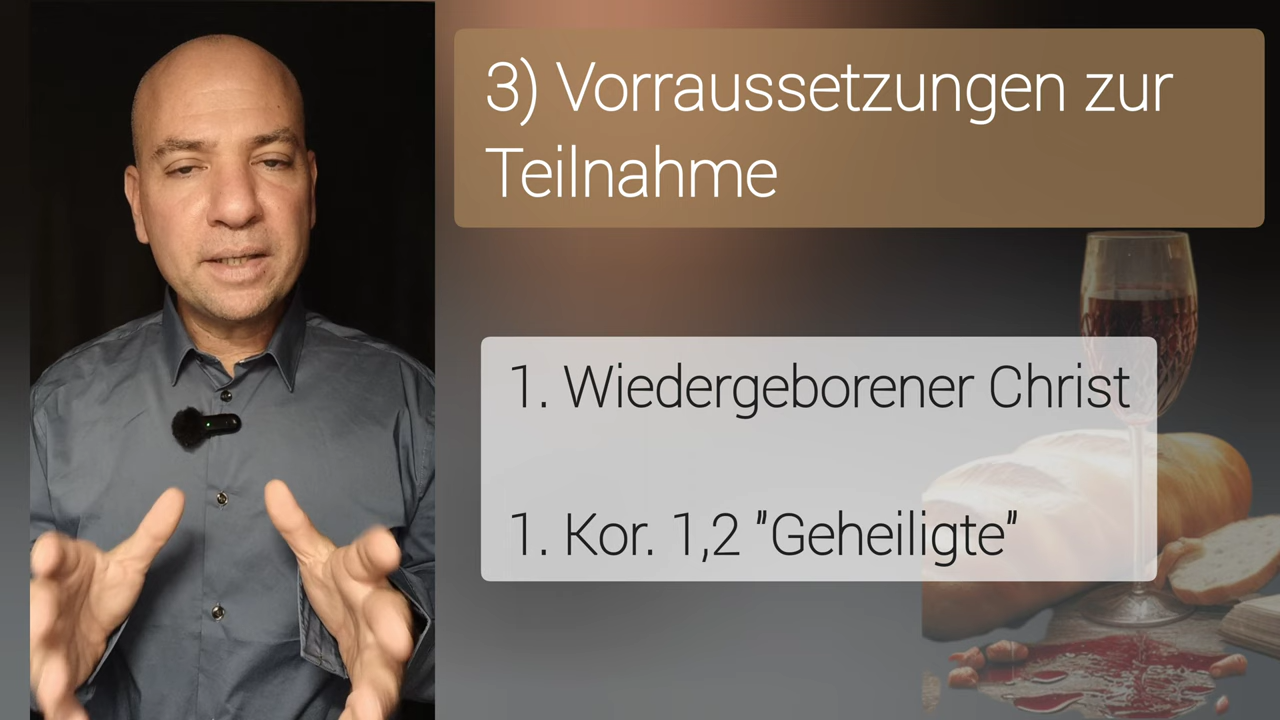 3) Vorraussetzungen zur
Teilnahme
1. Wiedergeborener Christ
1. Kor. 1,2 "Geheiligte"